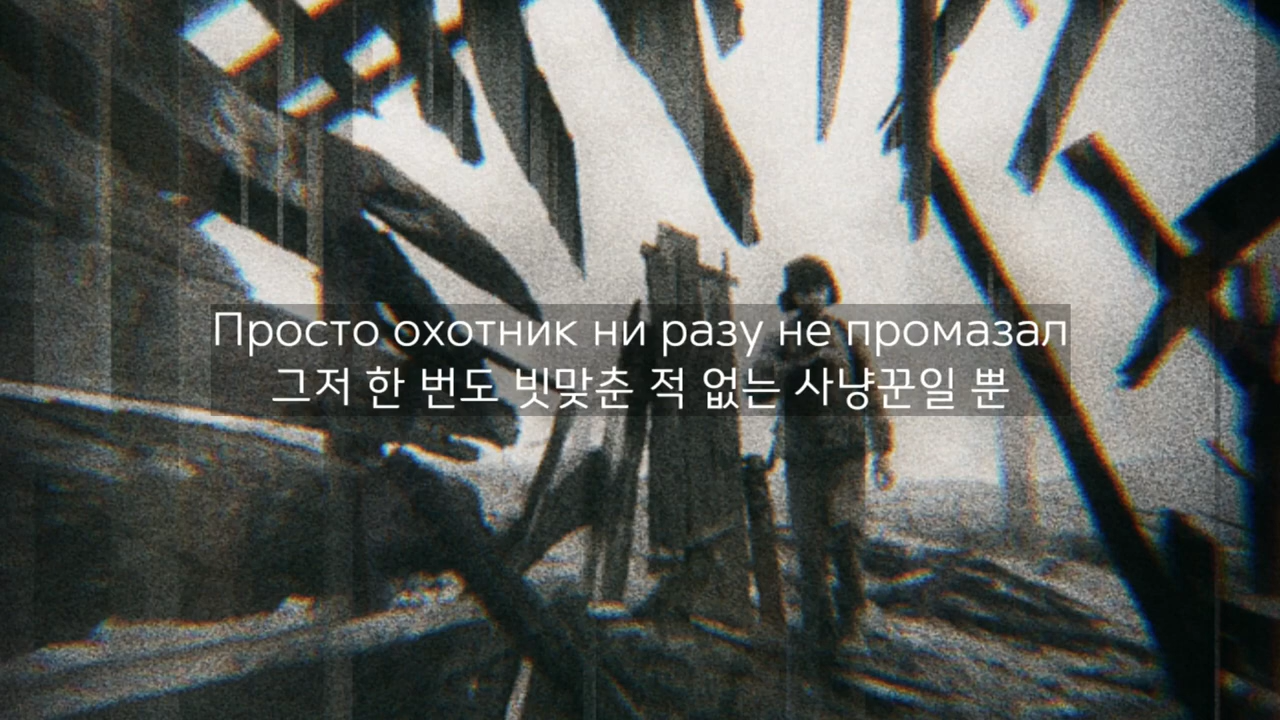 Просто охотник ни разу не промазал
그저 한 번도 빗맞춘 적 없는 사냥꾼일 뿐